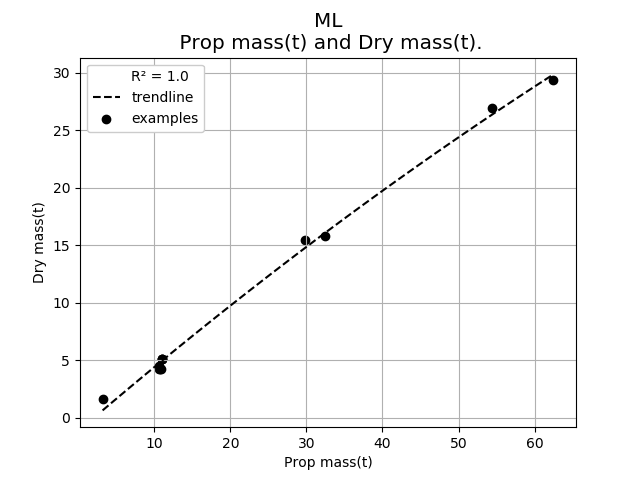 ML
Prop mass(t) and Dry mass(t).
R² = 1.0
trendline
examples
30
25
20
15
10
5
0
Dry mass(t)
10 20 30 40 50 60
Prop mass(t)